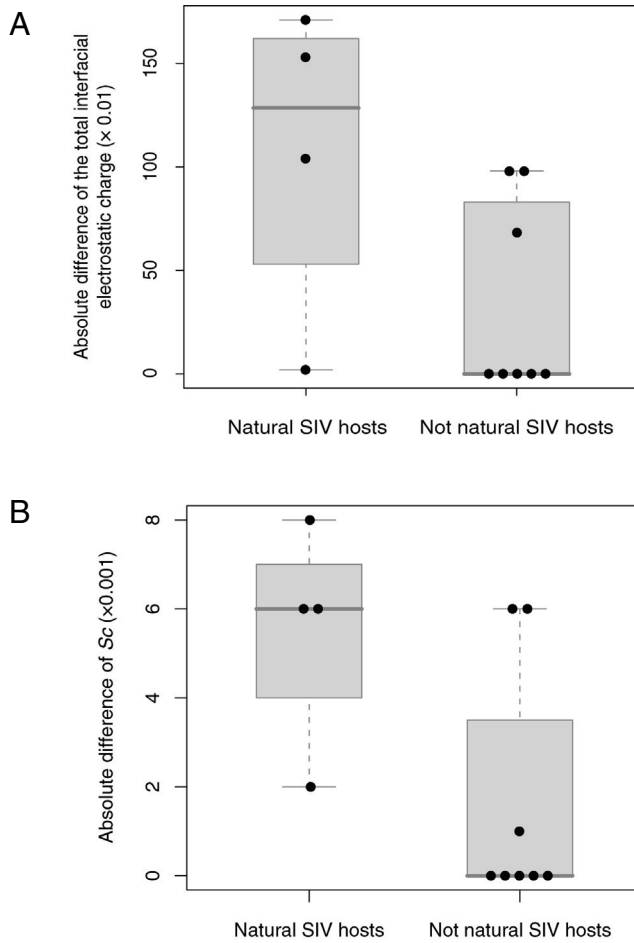 A
Absolute difference of the total interfacial
electrostatic charge (× 0.01)
150
100
50
0
Natural SIV hosts
Not natural SIV hosts
B
Absolute difference of Sc (×0.001)
8
6
4
2
0
Natural SIV hosts
Not natural SIV hosts